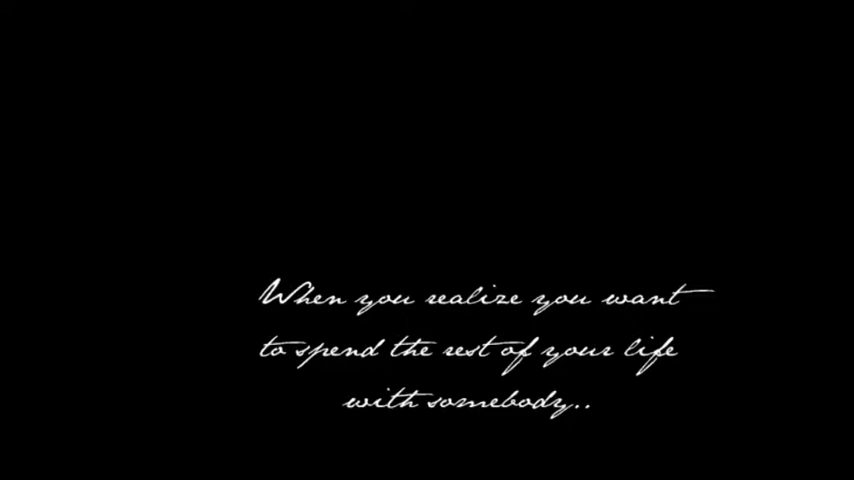 When you realize you want
to spend the rest of your life
with somebody..